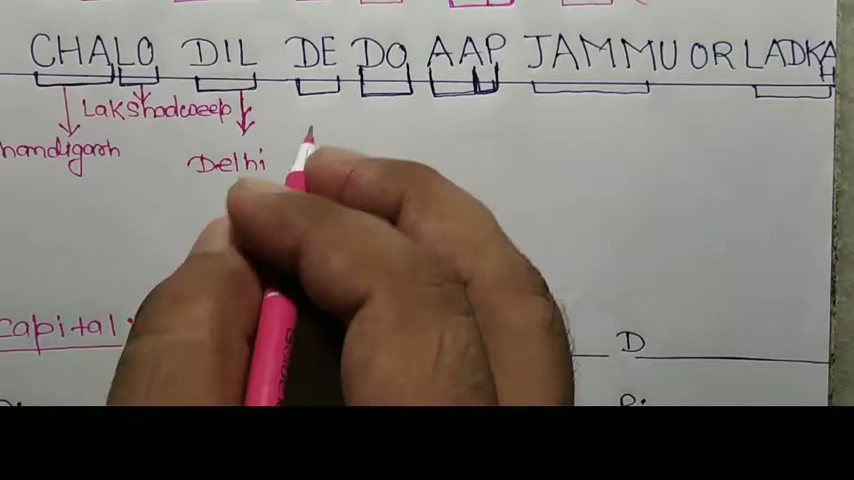 CHALO DIL DE DO AAP JAMMU OR LADKA
Lakshadweep
handigarh Delhi
Capital: D